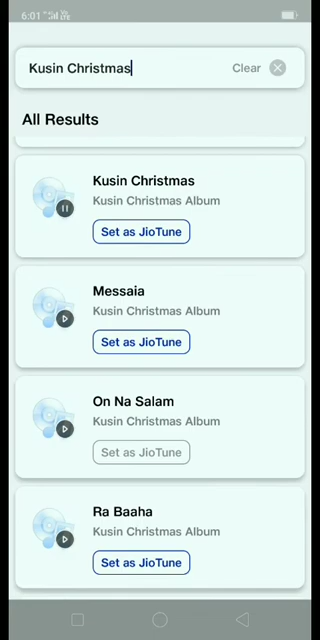 6:01
Kusin Christmas
Clear
All Results
Kusin Christmas
Kusin Christmas Album
Set as JioTune
Messaia
Kusin Christmas Album
Set as JioTune
On Na Salam
Kusin Christmas Album
Set as JioTune
Ra Baaha
Kusin Christmas Album
Set as JioTune